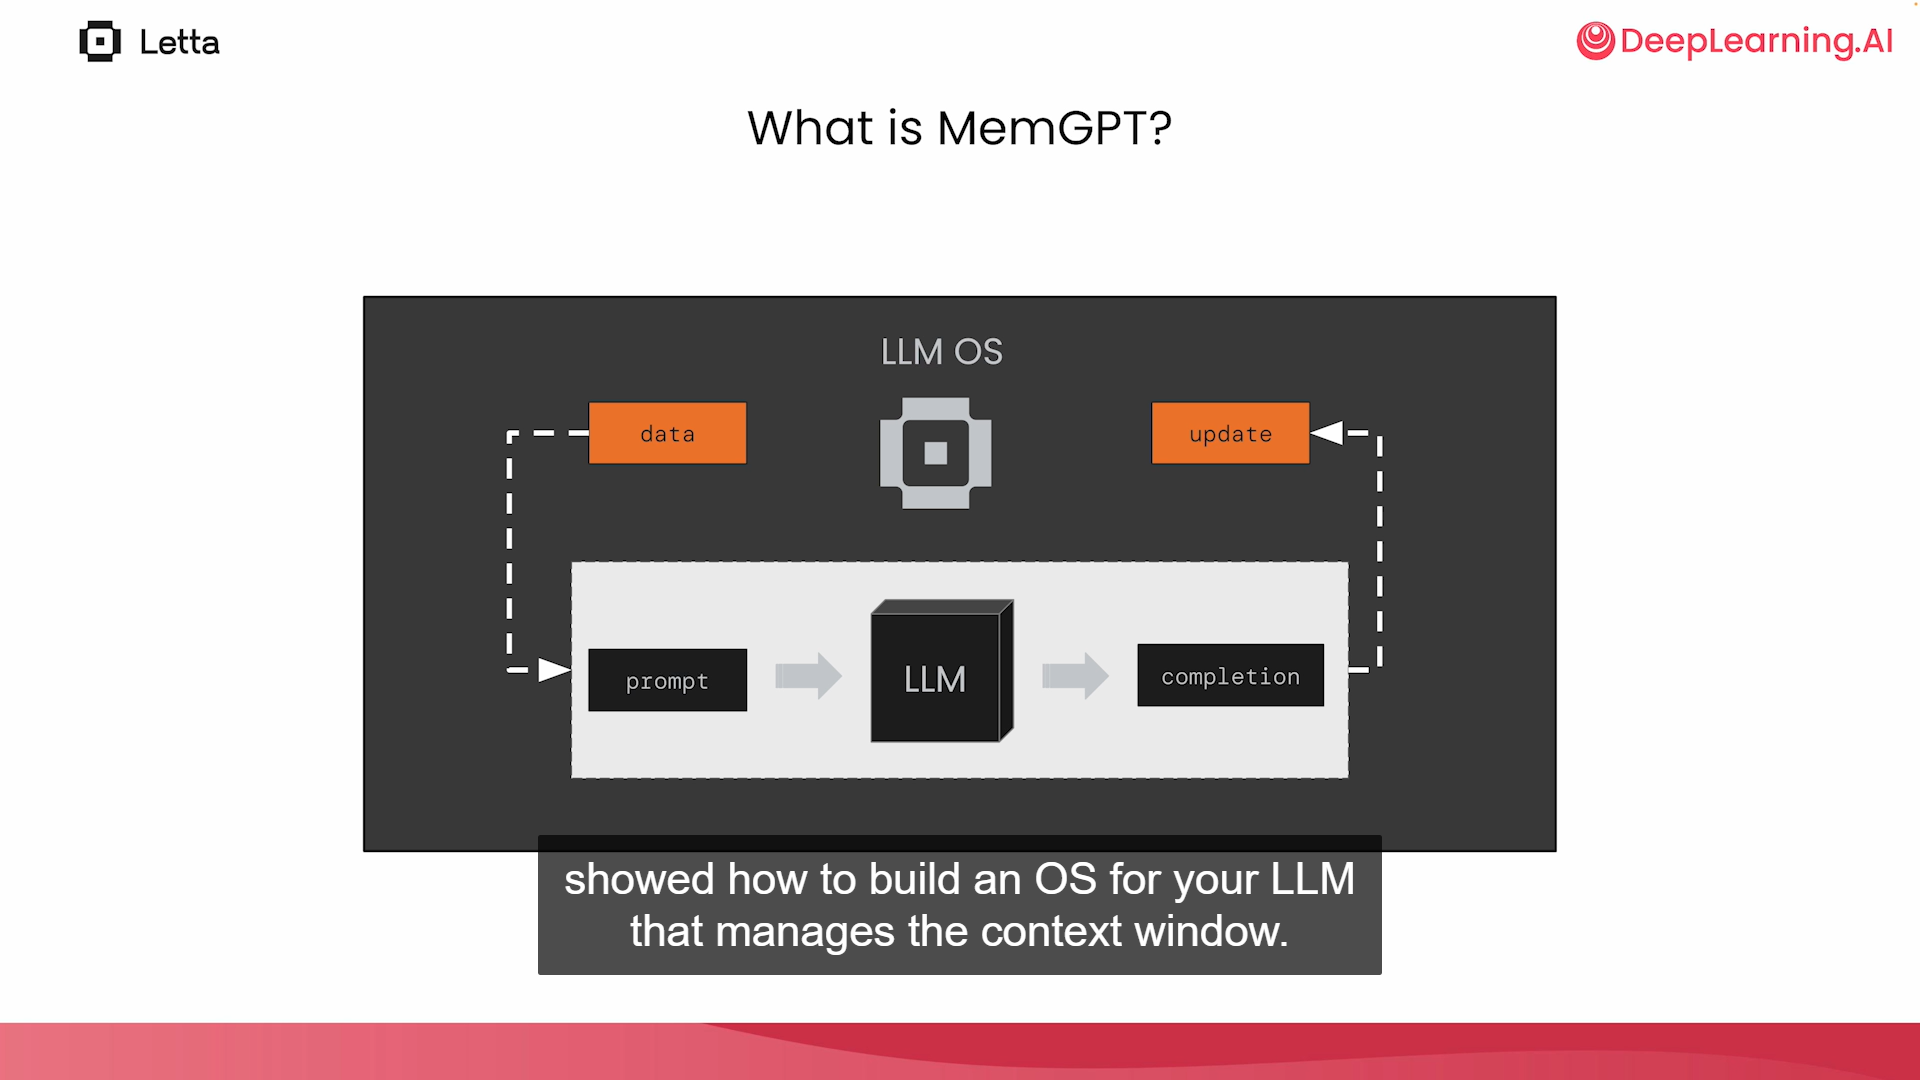 Letta
DeepLearning.AI
What is MemGPT?
LLM OS
data
update
prompt
LLM
completion
showed how to build an OS for your LLM
that manages the context window.